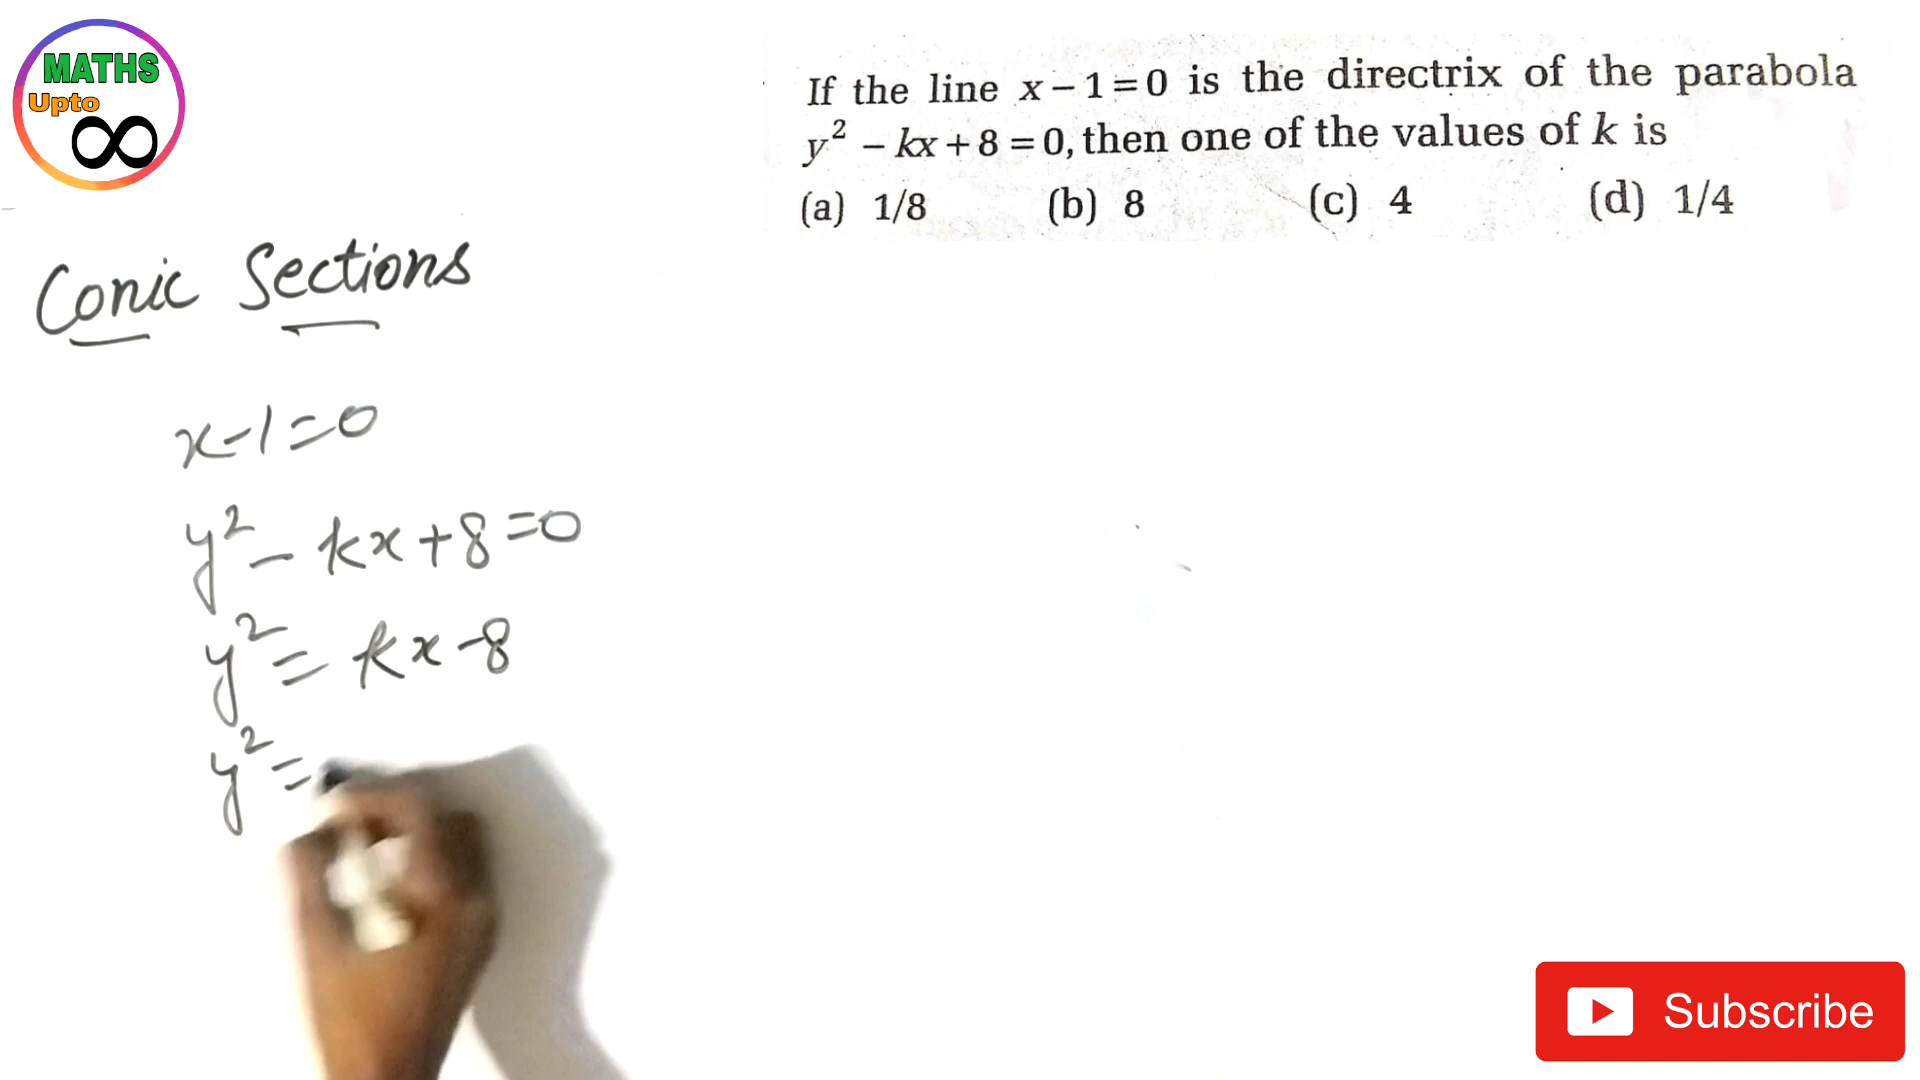 MATHS
Upto
∞
If the line x – 1 = 0 is the directrix of the parabola
y² – kx + 8 = 0, then one of the values of k is
(a) 1/8 (b) 8 (c) 4 (d) 1/4
Conic Sections
x-1=0
y² - kx+8=0
y² = kx-8
y² =
Subscribe